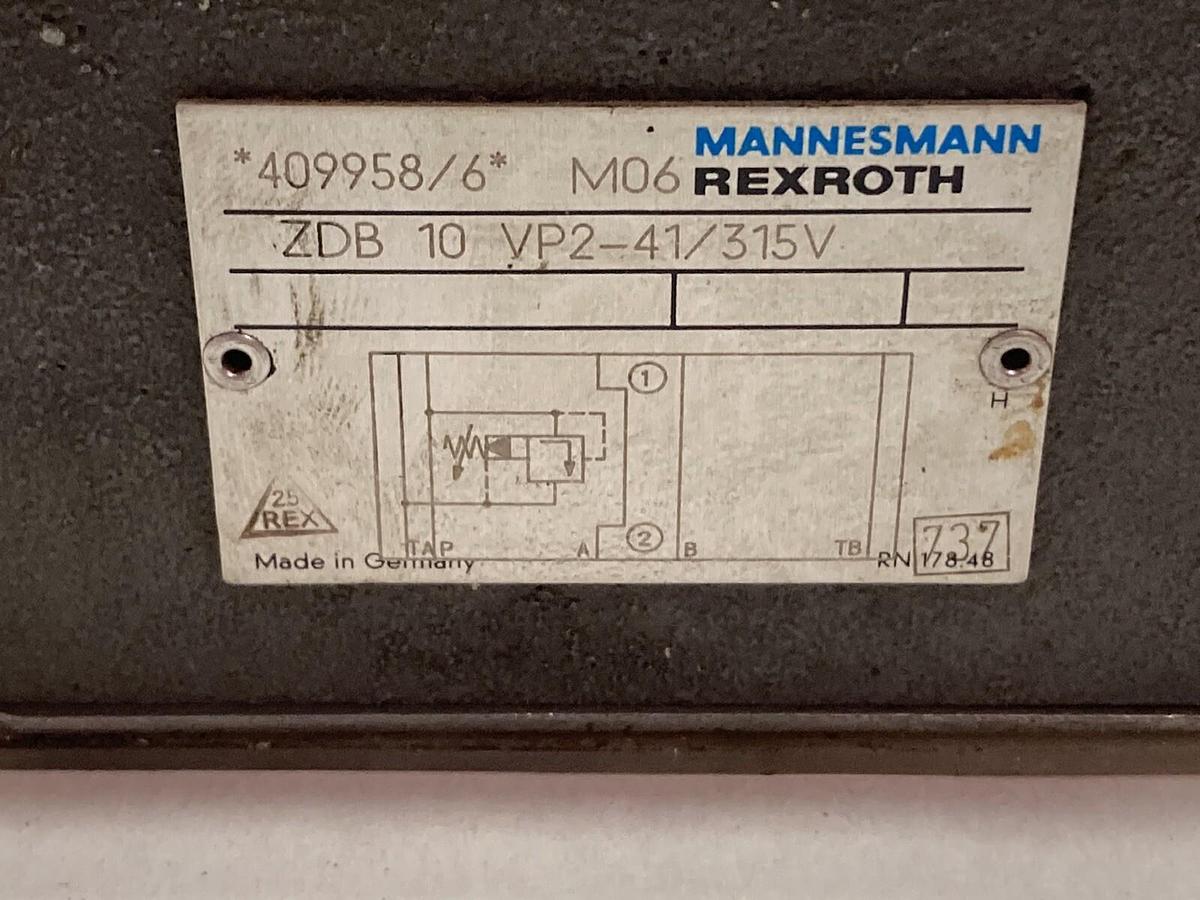 *409958/6* M06 MANNESMANN REXROTH
ZDB 10 VP2-41/315V
1
H
25
REX
2
TA P A B TB
737
Made in Germany RN 178.48